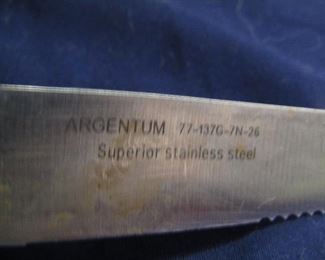 ARGENTUM 77-137G-7N-26
Superior stainless steel